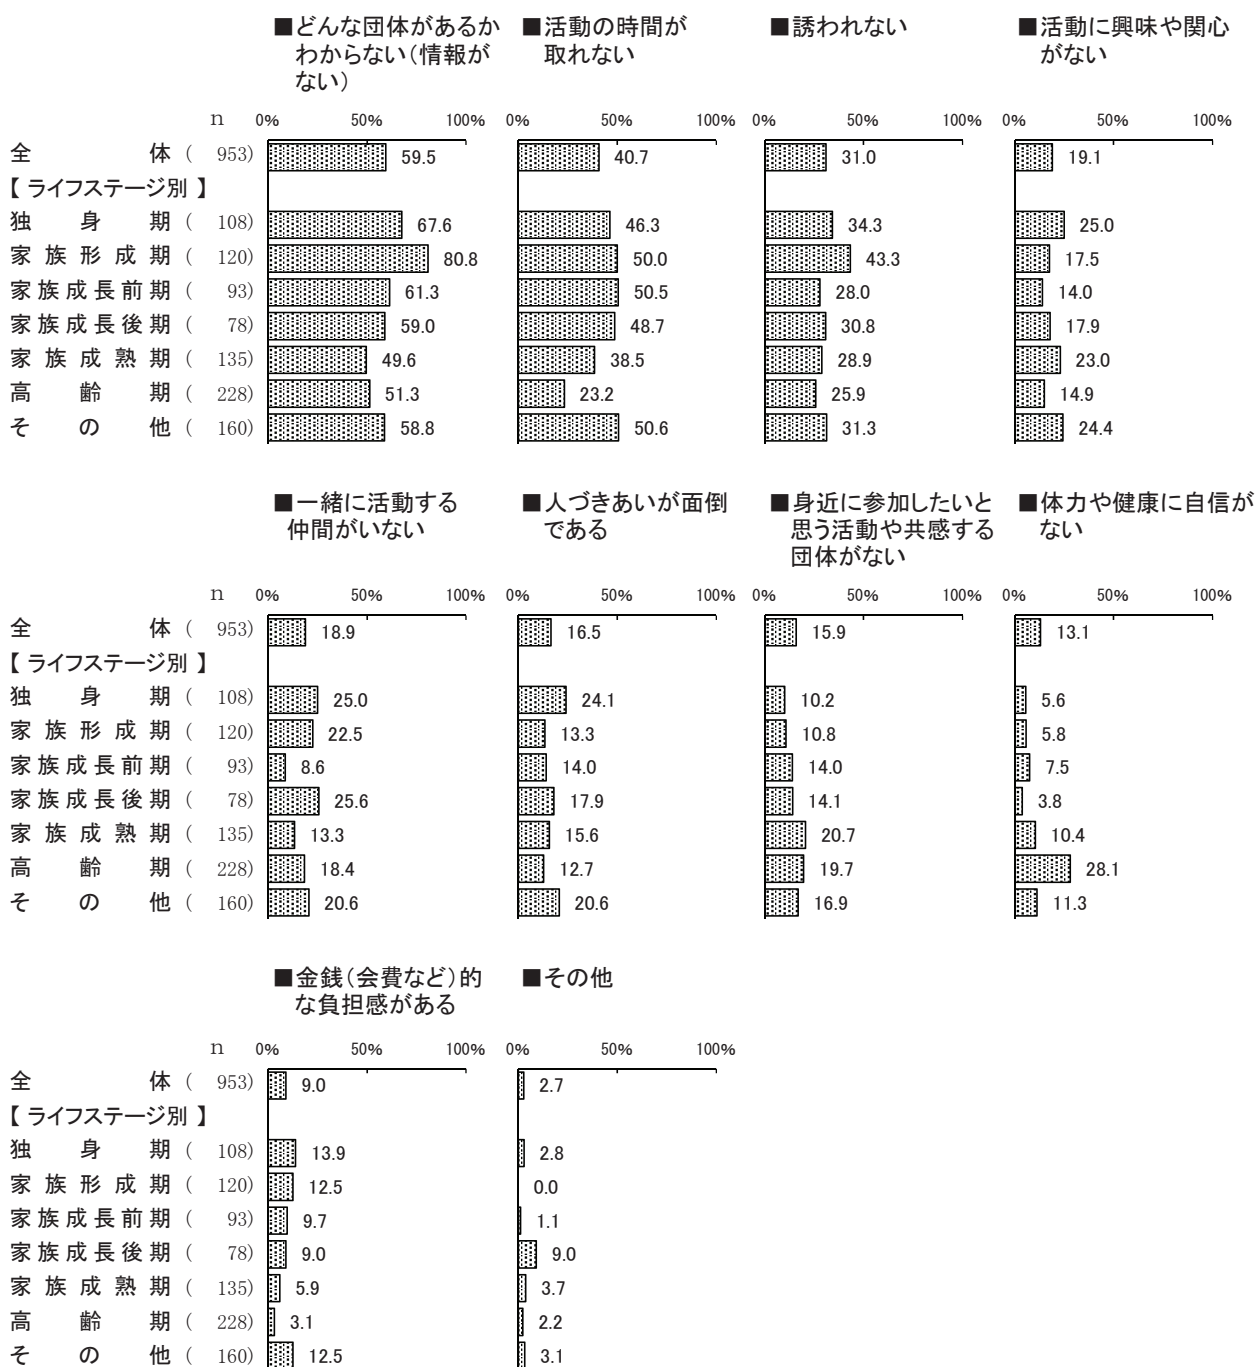 ■どんな団体があるか ■活動の時間が ■誘われない ■活動に興味や関心
わからない（情報が 取れない がない
ない）
n 0% 50% 100% 0% 50% 100% 0% 50% 100% 0% 50% 100%
全体（ 953） 59.5 40.7 31.0 19.1
【ライフステージ別】
独身期（ 108） 67.6 46.3 34.3 25.0
家族形成期（ 120） 80.8 50.0 43.3 17.5
家族成長前期（ 93） 61.3 50.5 28.0 14.0
家族成長後期（ 78） 59.0 48.7 30.8 17.9
家族成熟期（ 135） 49.6 38.5 28.9 23.0
高齢期（ 228） 51.3 23.2 25.9 14.9
その他（ 160） 58.8 50.6 31.3 24.4
■一緒に活動する ■人づきあいが面倒 ■身近に参加したいと ■体力や健康に自信が
仲間がいない である 思う活動や共感する ない
団体がない
n 0% 50% 100% 0% 50% 100% 0% 50% 100% 0% 50% 100%
全体（ 953） 18.9 16.5 15.9 13.1
【ライフステージ別】
独身期（ 108） 25.0 24.1 10.2 5.6
家族形成期（ 120） 22.5 13.3 10.8 5.8
家族成長前期（ 93） 8.6 14.0 14.0 7.5
家族成長後期（ 78） 25.6 17.9 14.1 3.8
家族成熟期（ 135） 13.3 15.6 20.7 10.4
高齢期（ 228） 18.4 12.7 19.7 28.1
その他（ 160） 20.6 20.6 16.9 11.3
■金銭（会費など）的 ■その他
な負担感がある
n 0% 50% 100% 0% 50% 100%
全体（ 953） 9.0 2.7
【ライフステージ別】
独身期（ 108） 13.9 2.8
家族形成期（ 120） 12.5 0.0
家族成長前期（ 93） 9.7 1.1
家族成長後期（ 78） 9.0 9.0
家族成熟期（ 135） 5.9 3.7
高齢期（ 228） 3.1 2.2
その他（ 160） 12.5 3.1